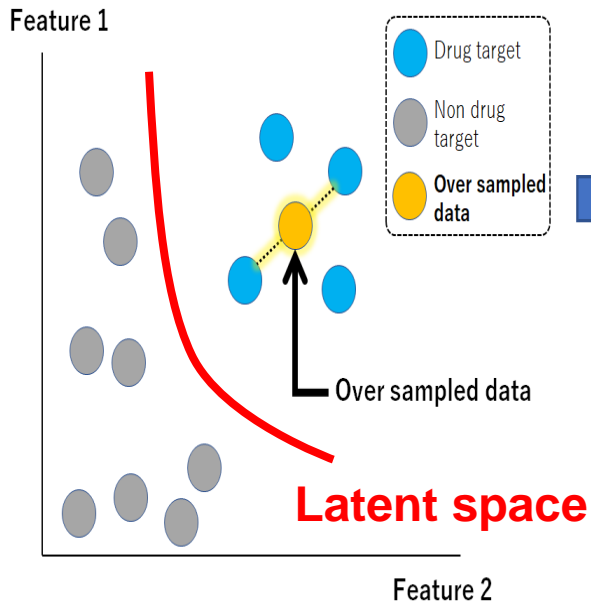 Feature 1
Drug target
Non drug
target
Over sampled
data
Over sampled data
Latent space
Feature 2